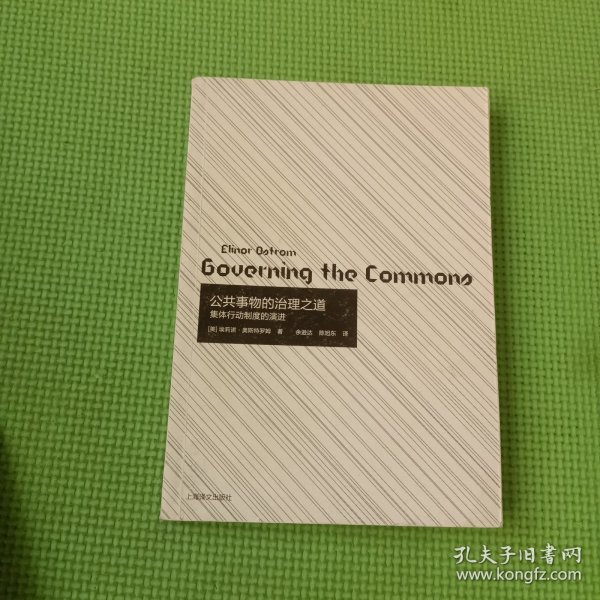 Elinor Ostrom
Governing the Commons
公共事物的治理之道
集体行动制度的演进
[美] 埃莉诺·奥斯特罗姆 著 余逊达 陈旭东 译
上海译文出版社
孔夫子旧书网
www.kongfz.com